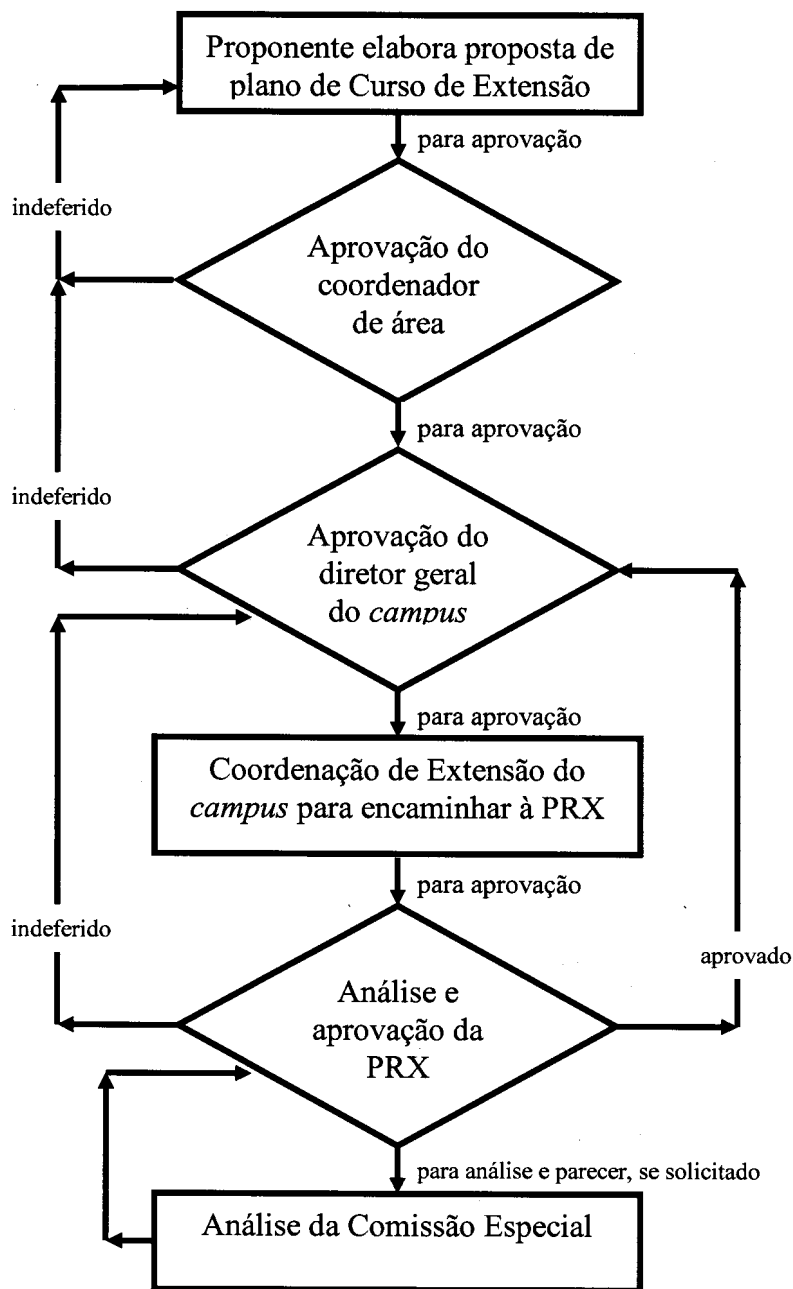 Proponente elabora proposta de
plano de Curso de Extensão
para aprovação
indeferido
Aprovação do
coordenador
de área
para aprovação
indeferido
Aprovação do
diretor geral
do campus
para aprovação
Coordenação de Extensão do
campus para encaminhar à PRX
para aprovação
indeferido
aprovado
Análise e
aprovação da
PRX
para análise e parecer, se solicitado
Análise da Comissão Especial